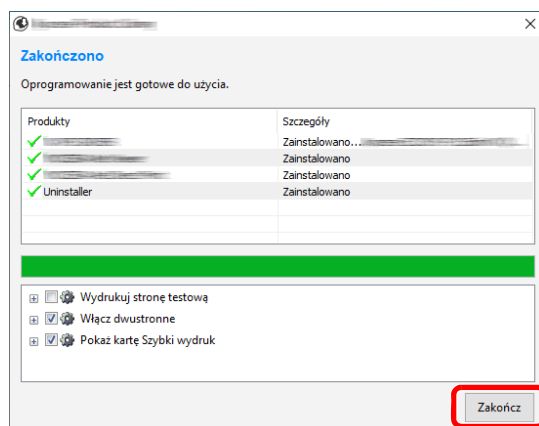 Zakończono
Oprogramowanie jest gotowe do użycia.
Produkty Szczegóły
Zainstalowano...
Zainstalowano
Zainstalowano
Uninstaller Zainstalowano
Wydrukuj stronę testową
Włącz dwustronne
Pokaż kartę Szybki wydruk
Zakończ